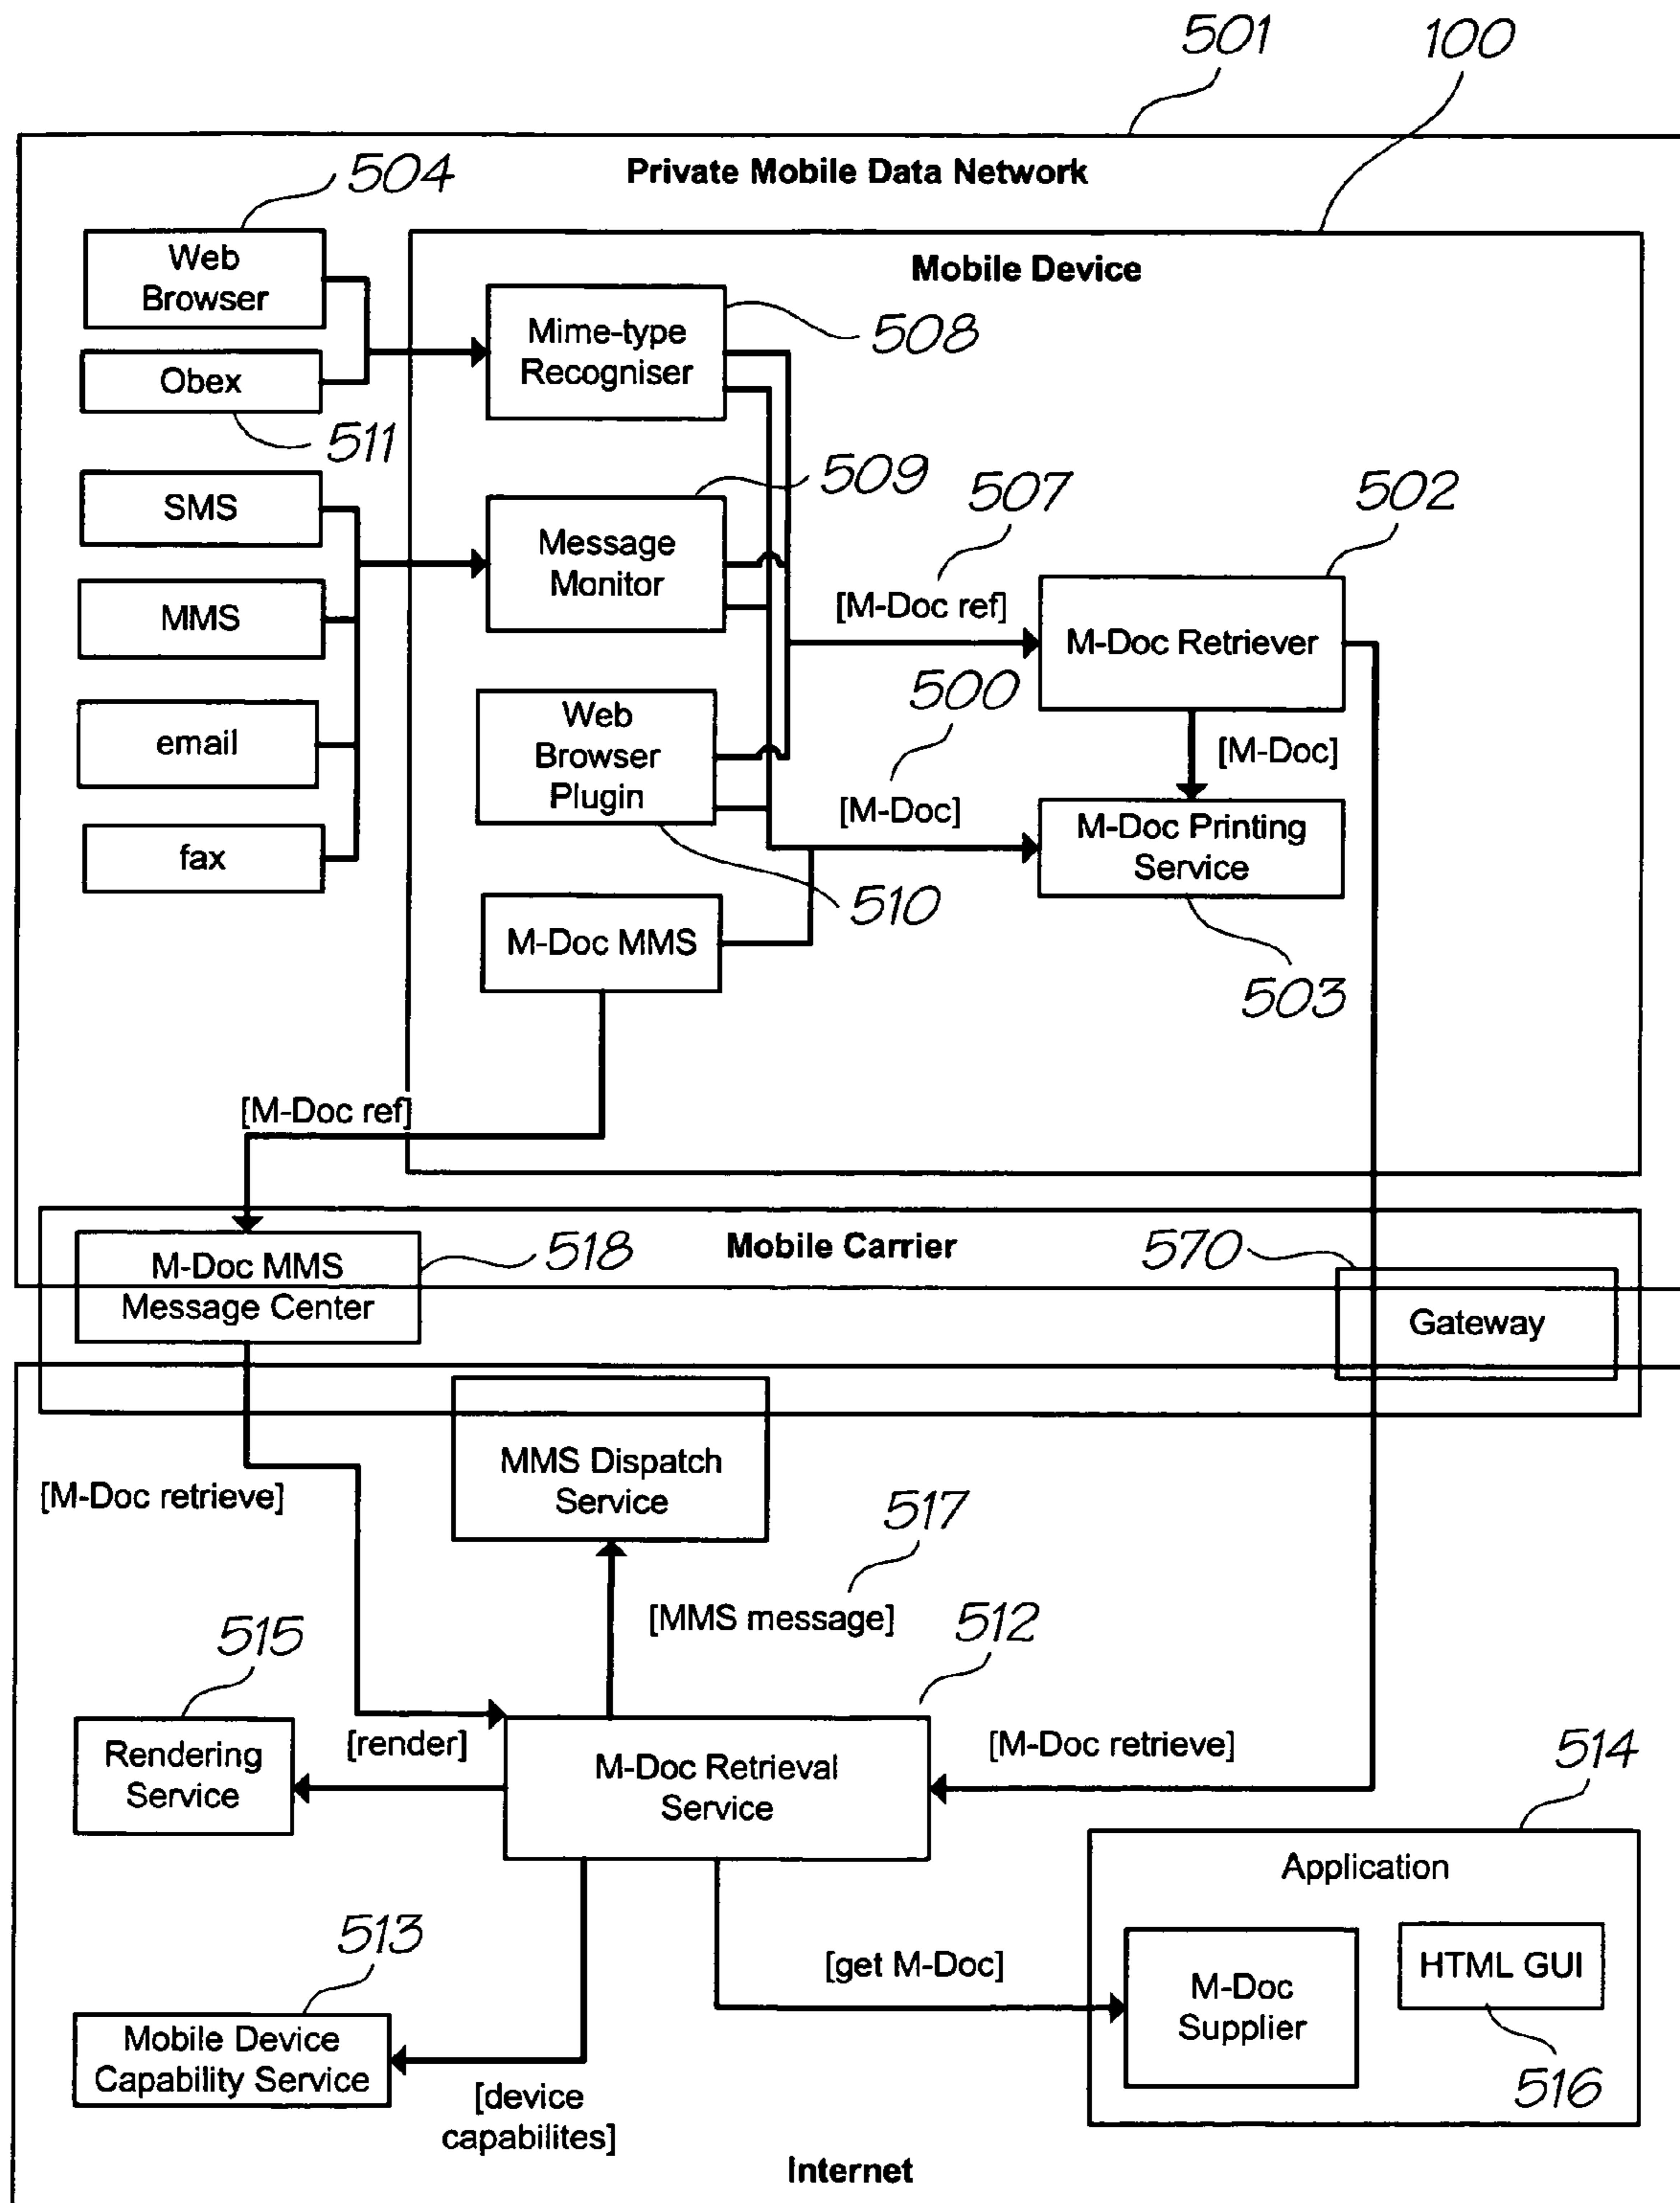 501
100
Private Mobile Data Network
504
Web
Browser
Mobile Device
Mime-type
Recogniser
508
Obex
511
SMS
509
507
502
Message
Monitor
MMS
[M-Doc ref]
M-Doc Retriever
500
Web
Browser
Plugin
email
[M-Doc]
[M-Doc]
M-Doc Printing
Service
fax
510
M-Doc MMS
503
[M-Doc ref]
M-Doc MMS
Message Center
518
Mobile Carrier
570
Gateway
MMS Dispatch
Service
[M-Doc retrieve]
517
[MMS message]
512
515
Rendering
Service
[render]
M-Doc Retrieval
Service
[M-Doc retrieve]
514
Application
513
[get M-Doc]
M-Doc
Supplier
HTML GUI
516
Mobile Device
Capability Service
[device
capabilites]
Internet